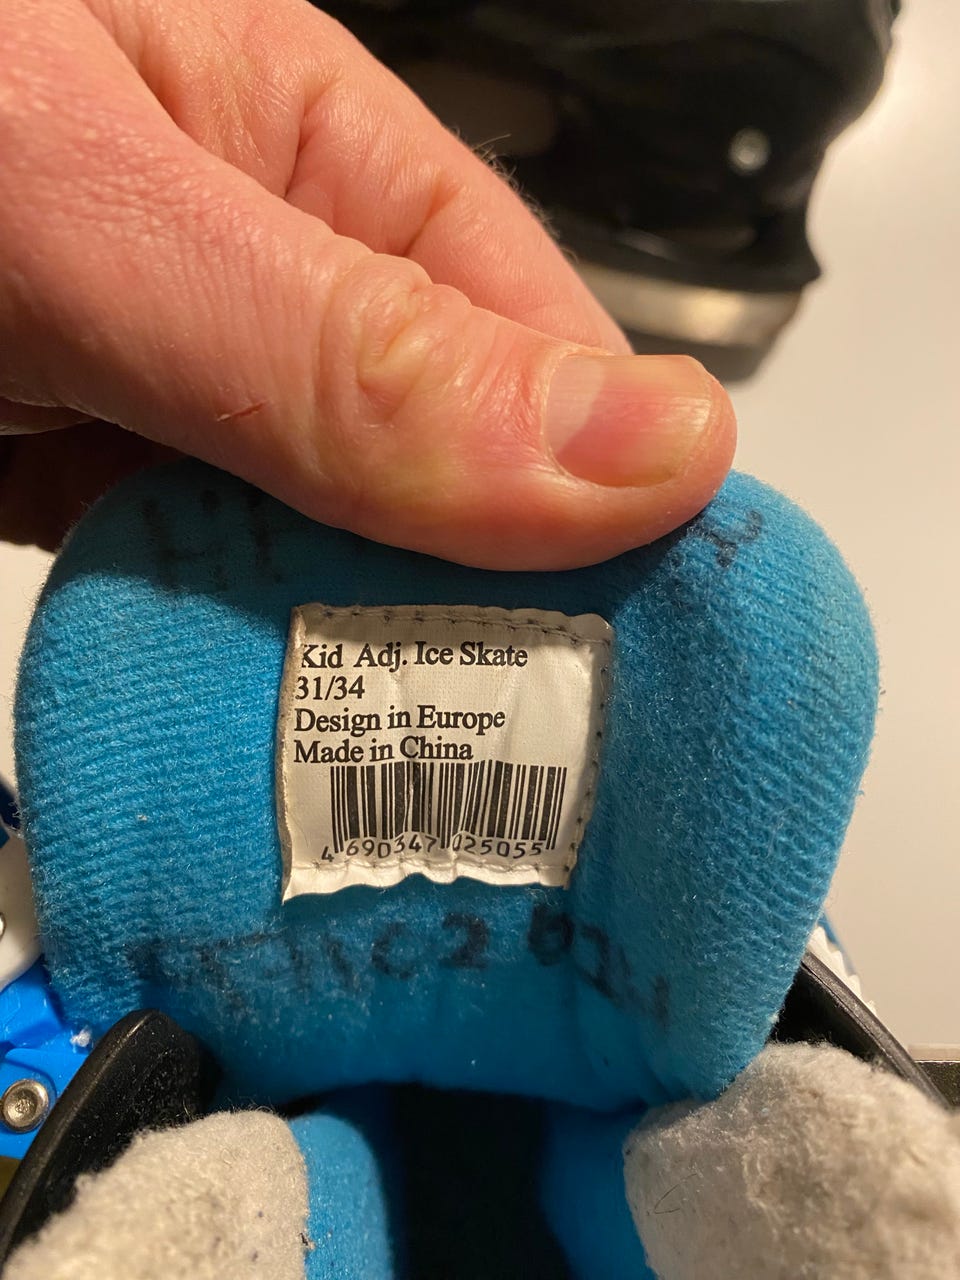 Kid Adj. Ice Skate
31/34
Design in Europe
Made in China
4 690347 025055